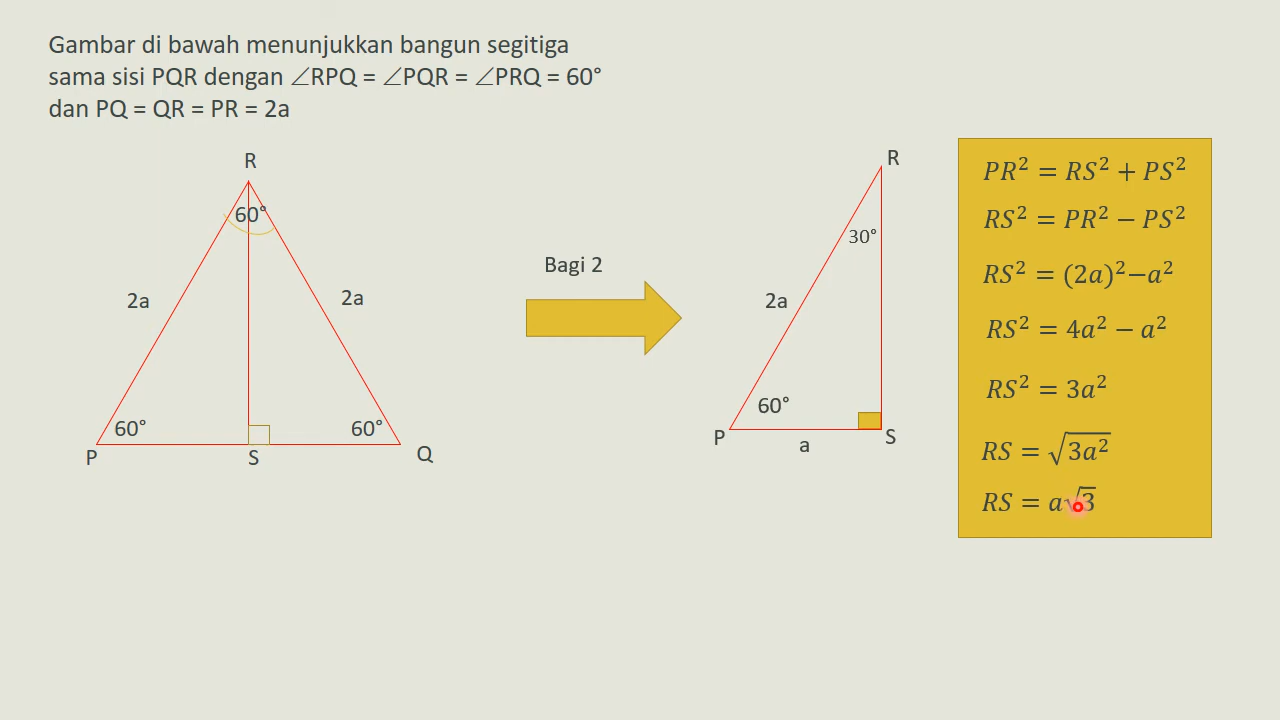 Gambar di bawah menunjukkan bangun segitiga
sama sisi PQR dengan ∠RPQ = ∠PQR = ∠PRQ = 60°
dan PQ = QR = PR = 2a
R
60°
2a
2a
60°
60°
P
S
Q
Bagi 2
R
30°
2a
60°
P
a
S
PR² = RS² + PS²
RS² = PR² − PS²
RS² = (2a)²−a²
RS² = 4a² − a²
RS² = 3a²
RS = √3a²
RS = a√3